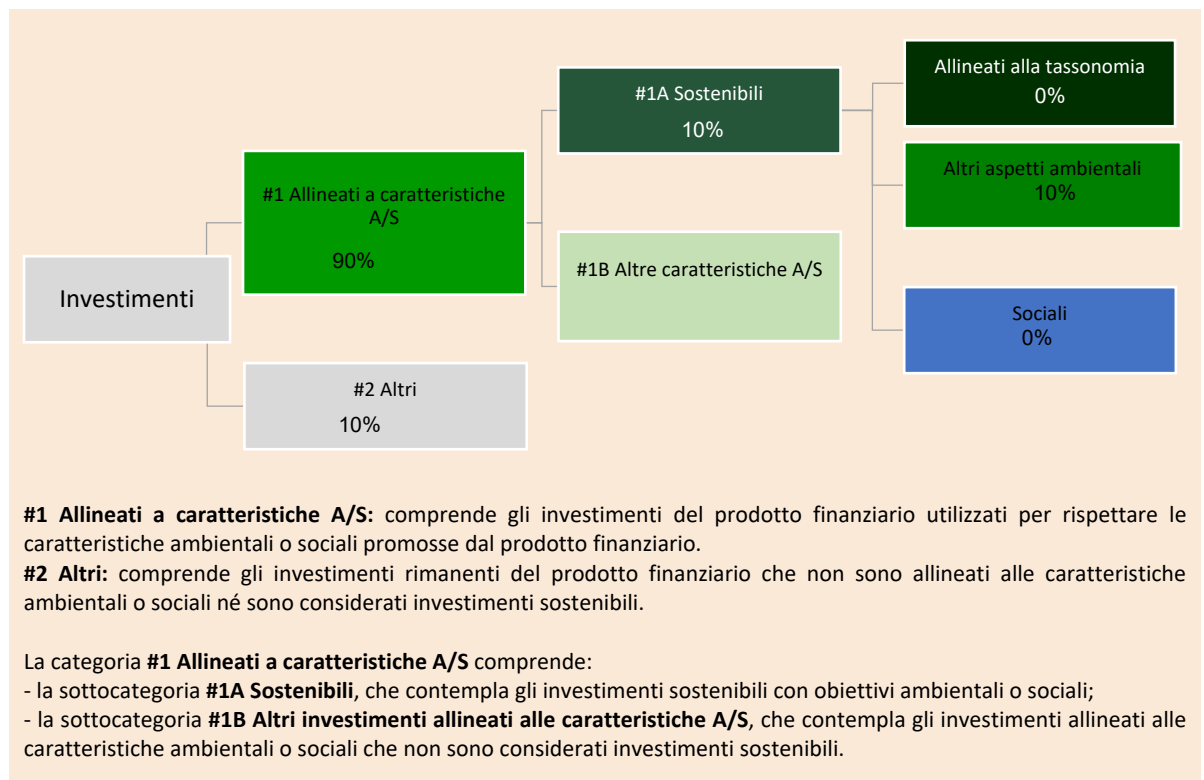 Investimenti
#1 Allineati a caratteristiche
A/S
90%
#2 Altri
10%
#1A Sostenibili
10%
#1B Altre caratteristiche A/S
Allineati alla tassonomia
0%
Altri aspetti ambientali
10%
Sociali
0%
#1 Allineati a caratteristiche A/S: comprende gli investimenti del prodotto finanziario utilizzati per rispettare le
caratteristiche ambientali o sociali promosse dal prodotto finanziario.
#2 Altri: comprende gli investimenti rimanenti del prodotto finanziario che non sono allineati alle caratteristiche
ambientali o sociali né sono considerati investimenti sostenibili.
La categoria #1 Allineati a caratteristiche A/S comprende:
- la sottocategoria #1A Sostenibili, che contempla gli investimenti sostenibili con obiettivi ambientali o sociali;
- la sottocategoria #1B Altri investimenti allineati alle caratteristiche A/S, che contempla gli investimenti allineati alle
caratteristiche ambientali o sociali che non sono considerati investimenti sostenibili.